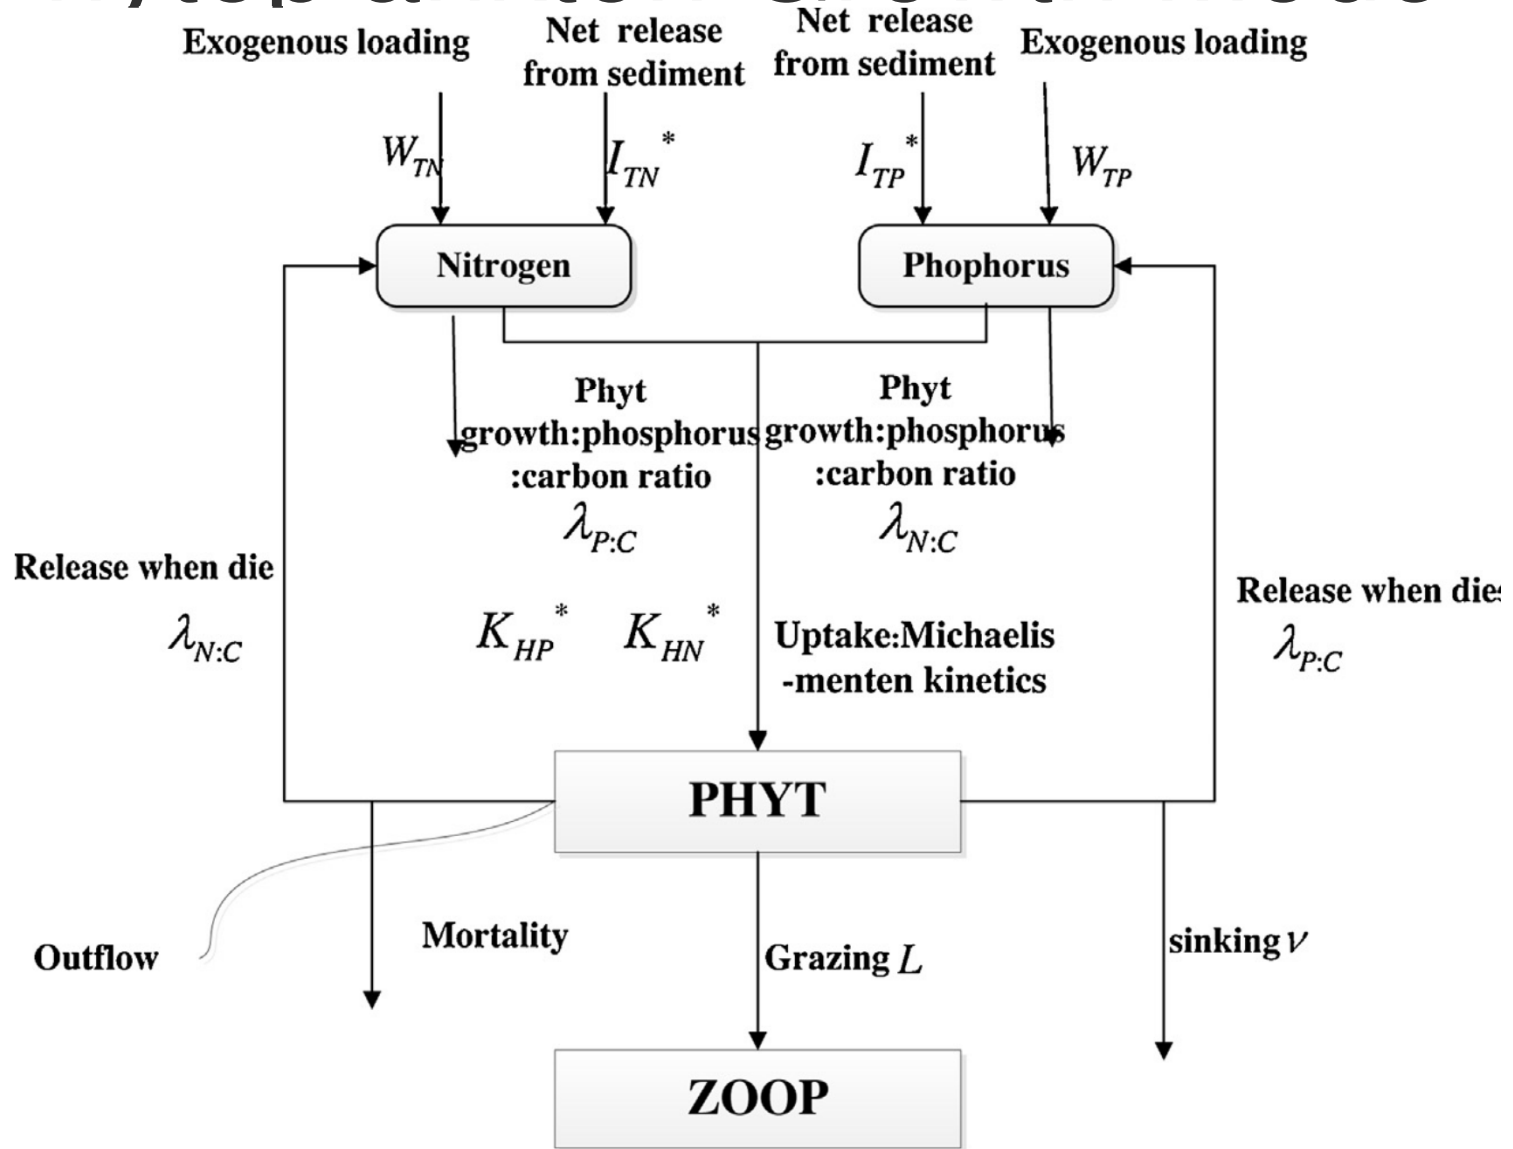 Exogenous loading
Net release
from sediment
Net release
from sediment
Exogenous loading
W_TN
I_TN*
I_TP*
W_TP
Nitrogen
Phophorus
Phyt
growth:phosphorus
:carbon ratio
λ_P:C
Phyt
growth:phosphorus
:carbon ratio
λ_N:C
Release when die
λ_N:C
K_HP*
K_HN*
Uptake:Michaelis
-menten kinetics
Release when dies
λ_P:C
PHYT
Outflow
Mortality
Grazing L
sinking ν
ZOOP